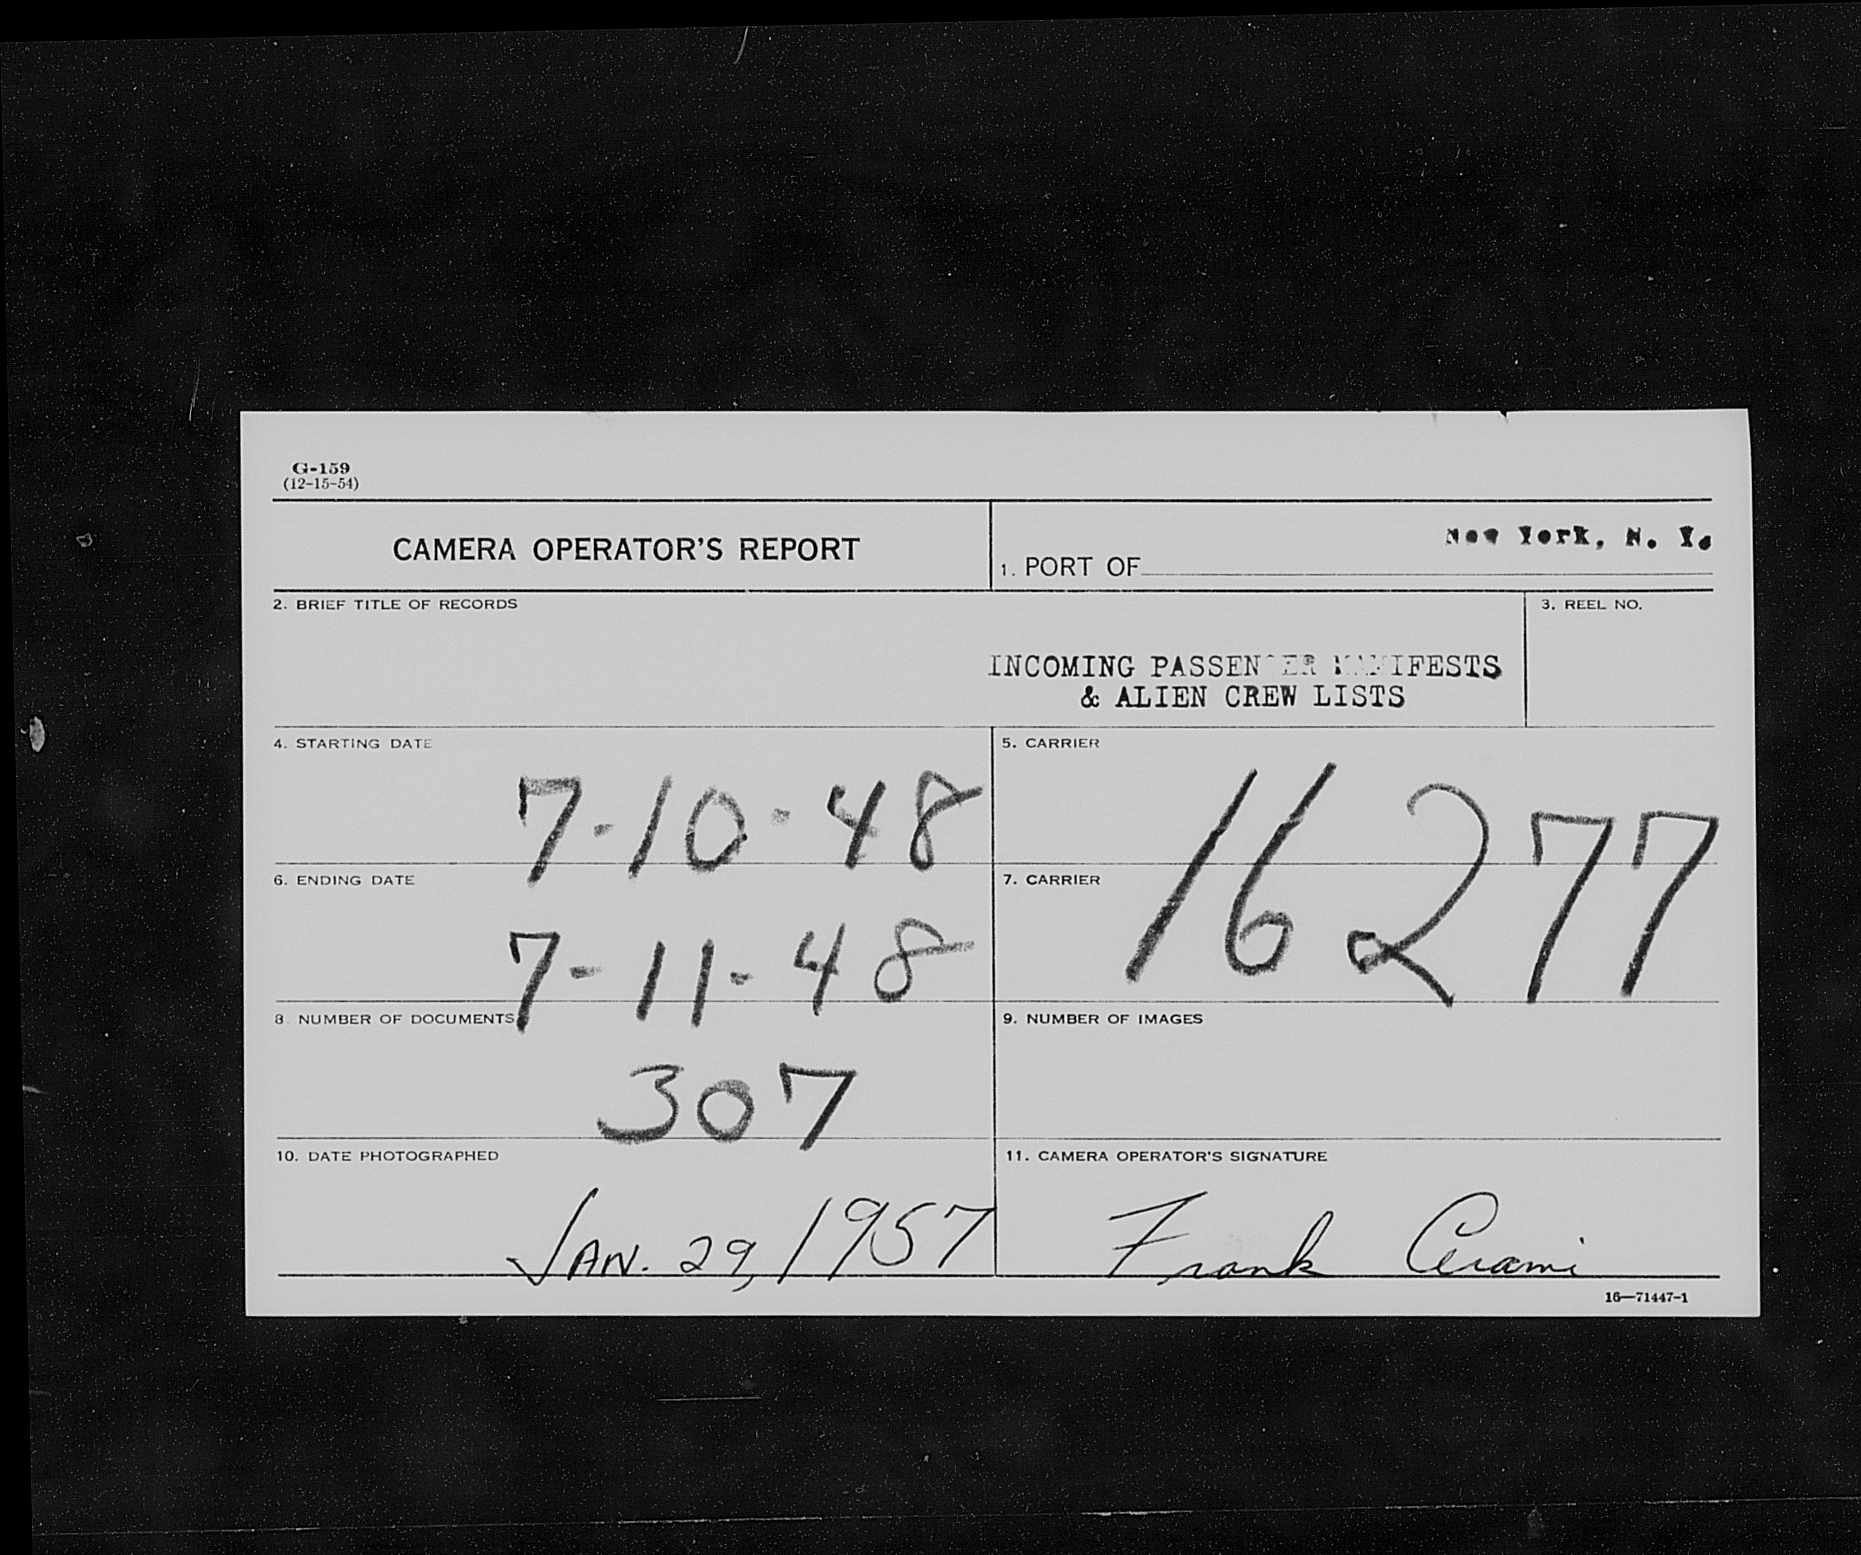 G-159
(12-15-54)
CAMERA OPERATOR'S REPORT
1. PORT OF New York, N. Y.
2. BRIEF TITLE OF RECORDS
INCOMING PASSENGER MANIFESTS
& ALIEN CREW LISTS
3. REEL NO.
4. STARTING DATE
7-10-48
5. CARRIER
16277
6. ENDING DATE
7-11-48
7. CARRIER
8. NUMBER OF DOCUMENTS
307
9. NUMBER OF IMAGES
10. DATE PHOTOGRAPHED
JAN. 29, 1957
11. CAMERA OPERATOR'S SIGNATURE
Frank Cerami
16—71447-1